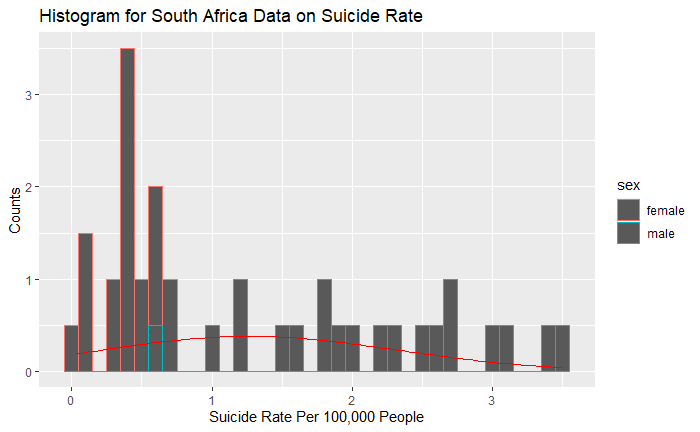 Histogram for South Africa Data on Suicide Rate
Counts
3
2
1
0
0
1
2
3
Suicide Rate Per 100,000 People
sex
female
male